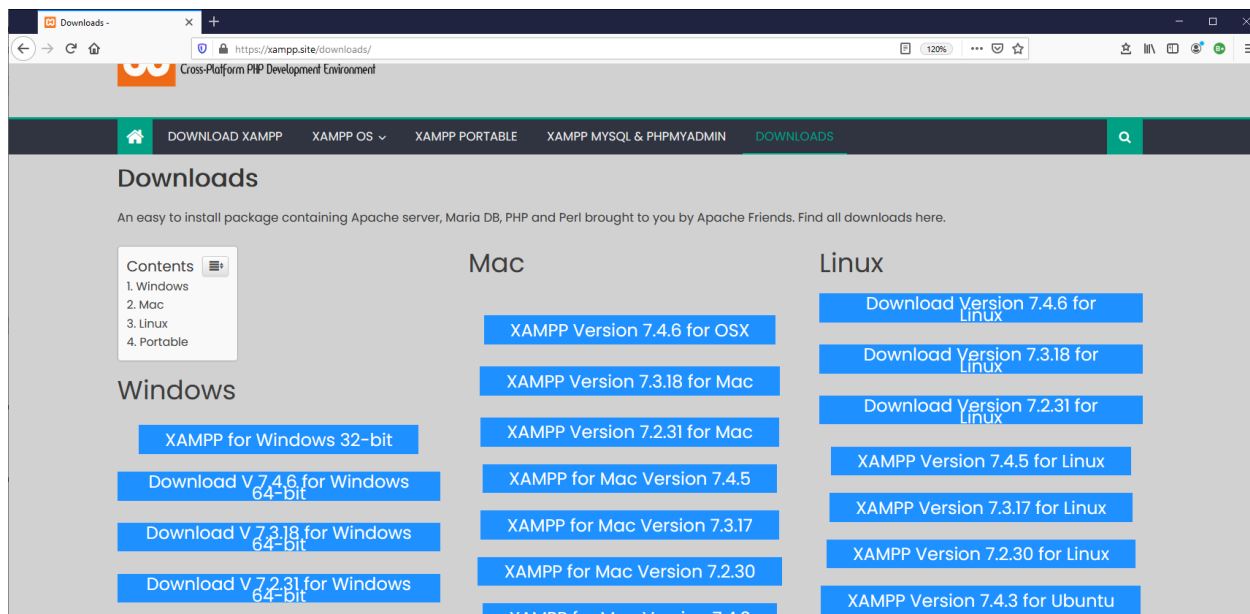 Downloads -
https://xampp.site/downloads/
120%
Cross-Platform PHP Development Environment
DOWNLOAD XAMPP
XAMPP OS
XAMPP PORTABLE
XAMPP MYSQL & PHPMYADMIN
DOWNLOADS
Downloads
An easy to install package containing Apache server, Maria DB, PHP and Perl brought to you by Apache Friends. Find all downloads here.
Contents
1. Windows
2. Mac
3. Linux
4. Portable
Windows
XAMPP for Windows 32-bit
Download V 7.4.6 for Windows
64-bit
Download V 7.3.18 for Windows
64-bit
Download V 7.2.31 for Windows
64-bit
Mac
XAMPP Version 7.4.6 for OSX
XAMPP Version 7.3.18 for Mac
XAMPP Version 7.2.31 for Mac
XAMPP for Mac Version 7.4.5
XAMPP for Mac Version 7.3.17
XAMPP for Mac Version 7.2.30
Linux
Download Version 7.4.6 for
Linux
Download Version 7.3.18 for
Linux
Download Version 7.2.31 for
Linux
XAMPP Version 7.4.5 for Linux
XAMPP Version 7.3.17 for Linux
XAMPP Version 7.2.30 for Linux
XAMPP Version 7.4.3 for Ubuntu